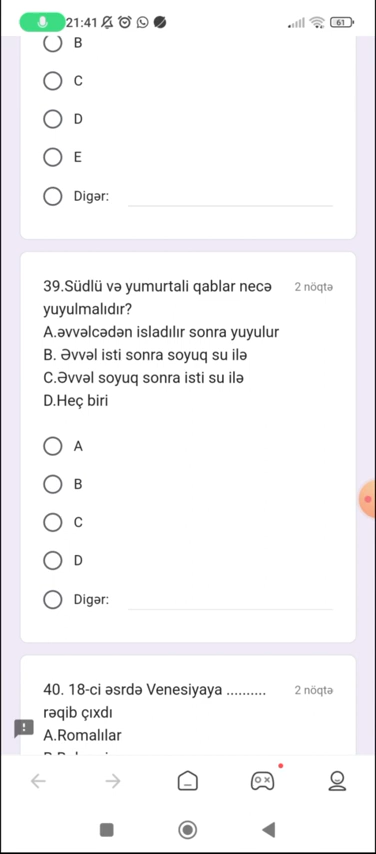 21:41
61
B
C
D
E
Digər:
39.Südlü və yumurtali qablar necə 2 nöqtə
yuyulmalıdır?
A.əvvəlcədən isladılır sonra yuyulur
B. Əvvəl isti sonra soyuq su ilə
C.Əvvəl soyuq sonra isti su ilə
D.Heç biri
A
B
C
D
Digər:
40. 18-ci əsrdə Venesiyaya .......... 2 nöqtə
rəqib çıxdı
A.Romalılar